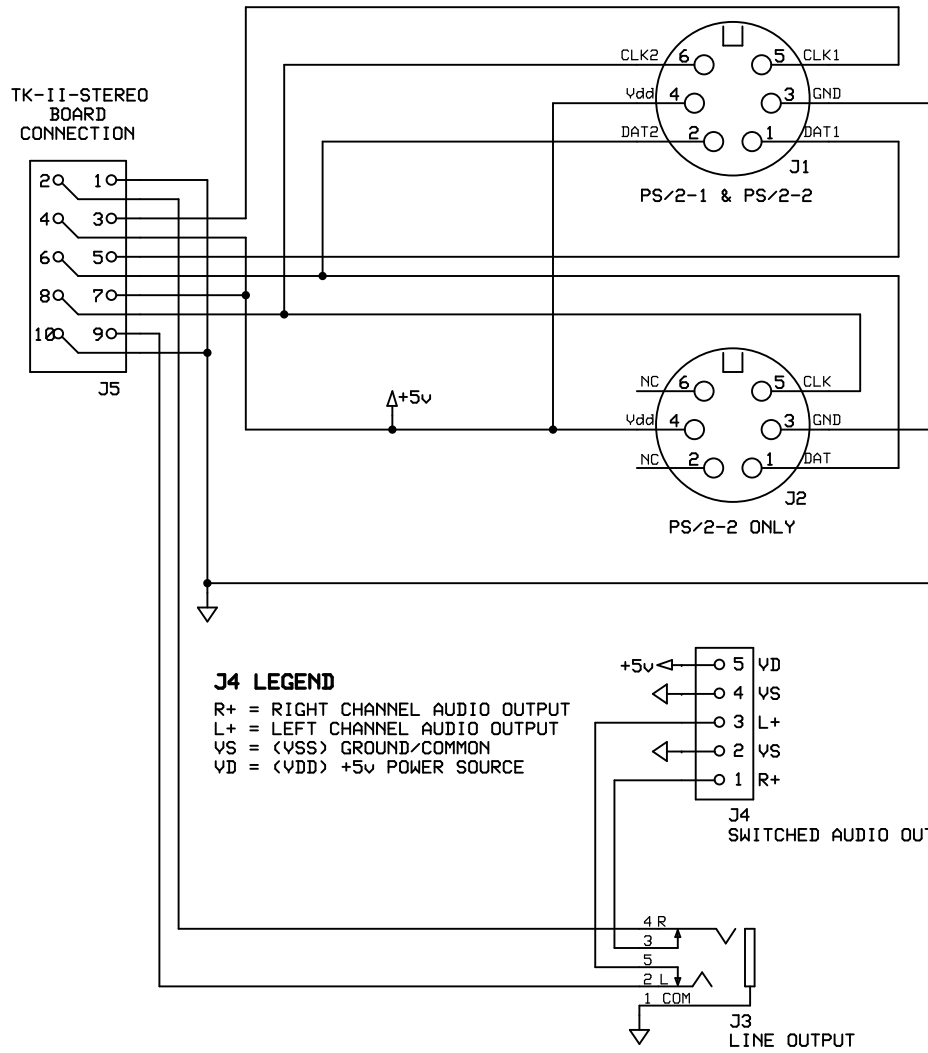 TK-II-STEREO
BOARD
CONNECTION
2 1
4 3
6 5
8 7
10 9
J5
CLK2 6 5 CLK1
Vdd 4 3 GND
DAT2 2 1 DAT1
J1
PS/2-1 & PS/2-2
NC 6 5 CLK
Vdd 4 3 GND
NC 2 1 DAT
J2
PS/2-2 ONLY
+5v
J4 LEGEND
R+ = RIGHT CHANNEL AUDIO OUTPUT
L+ = LEFT CHANNEL AUDIO OUTPUT
VS = (VSS) GROUND/COMMON
VD = (VDD) +5v POWER SOURCE
+5v 5 VD
4 VS
3 L+
2 VS
1 R+
J4
SWITCHED AUDIO OUT
4 R
3
5
2 L
1 COM
J3
LINE OUTPUT